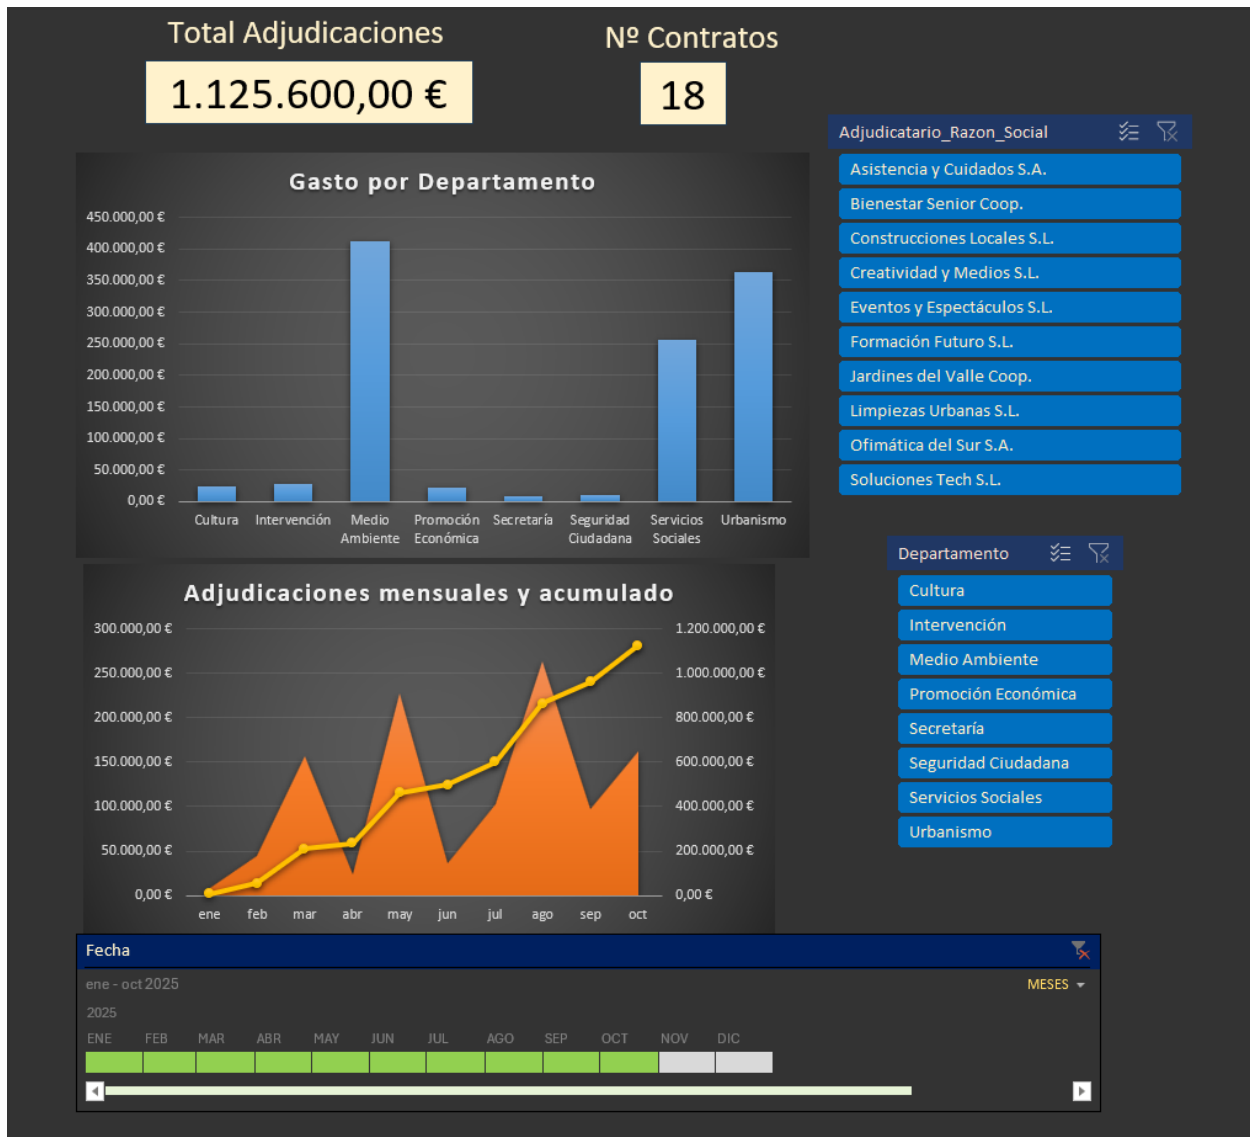 Total Adjudicaciones
1.125.600,00 €
Nº Contratos
18
Gasto por Departamento
450.000,00 €
400.000,00 €
350.000,00 €
300.000,00 €
250.000,00 €
200.000,00 €
150.000,00 €
100.000,00 €
50.000,00 €
0,00 €
Cultura
Intervención
Medio
Ambiente
Promoción
Económica
Secretaría
Seguridad
Ciudadana
Servicios
Sociales
Urbanismo
Adjudicatario_Razon_Social
Asistencia y Cuidados S.A.
Bienestar Senior Coop.
Construcciones Locales S.L.
Creatividad y Medios S.L.
Eventos y Espectáculos S.L.
Formación Futuro S.L.
Jardines del Valle Coop.
Limpiezas Urbanas S.L.
Ofimática del Sur S.A.
Soluciones Tech S.L.
Departamento
Cultura
Intervención
Medio Ambiente
Promoción Económica
Secretaría
Seguridad Ciudadana
Servicios Sociales
Urbanismo
Adjudicaciones mensuales y acumulado
300.000,00 €
250.000,00 €
200.000,00 €
150.000,00 €
100.000,00 €
50.000,00 €
0,00 €
1.200.000,00 €
1.000.000,00 €
800.000,00 €
600.000,00 €
400.000,00 €
200.000,00 €
0,00 €
ene feb mar abr may jun jul ago sep oct
Fecha
ene - oct 2025
MESES
2025
ENE FEB MAR ABR MAY JUN JUL AGO SEP OCT NOV DIC